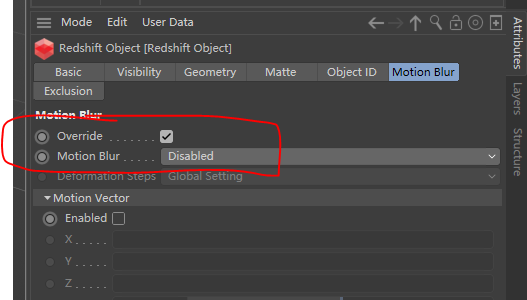 Mode Edit User Data
Redshift Object [Redshift Object]
Basic Visibility Geometry Matte Object ID Motion Blur
Exclusion
Motion Blur
Override . . . . . . .
Motion Blur . . . . . Disabled
Deformation Steps Global Setting
Motion Vector
Enabled
X . . . . .
Y . . . . .
Z . . . . .
Attributes
Layers
Structure